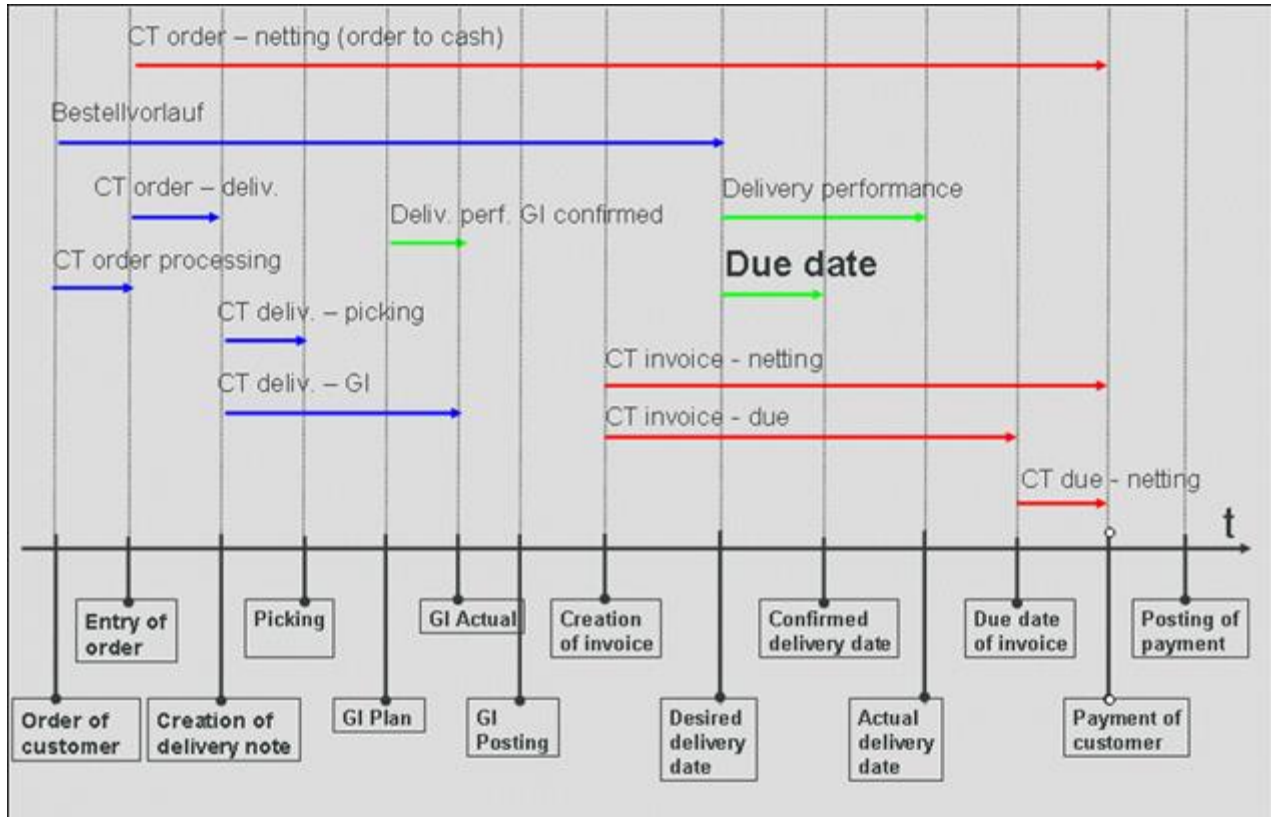 CT order – netting (order to cash)
Bestellvorlauf
CT order – deliv.
Delivery performance
Deliv. perf. GI confirmed
CT order processing
Due date
CT deliv. – picking
CT invoice - netting
CT deliv. – GI
CT invoice - due
CT due - netting
t
Entry of
order
Picking
GI Actual
Creation
of invoice
Confirmed
delivery date
Due date
of invoice
Posting of
payment
Order of
customer
Creation of
delivery note
GI Plan
GI
Posting
Desired
delivery
date
Actual
delivery
date
Payment of
customer